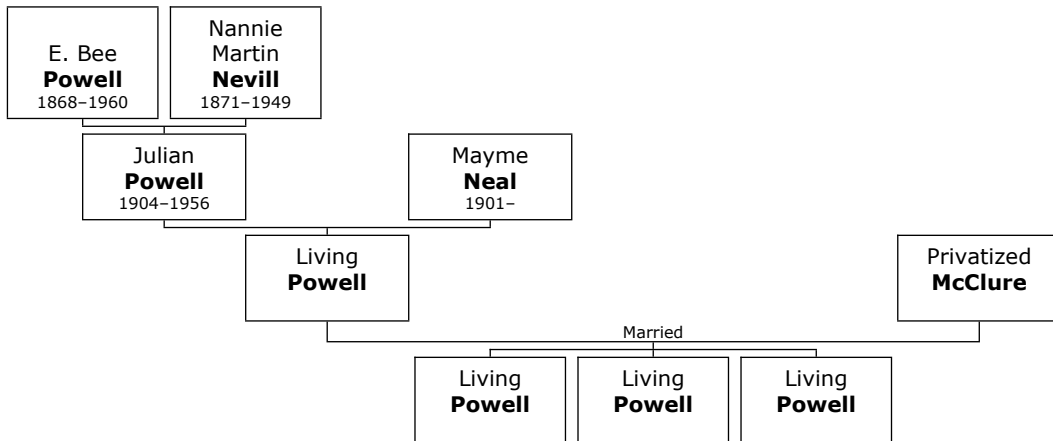 E. Bee
Powell
1868–1960
Nannie
Martin
Nevill
1871–1949
Julian
Powell
1904–1956
Mayme
Neal
1901–
Living
Powell
Privatized
McClure
Married
Living
Powell
Living
Powell
Living
Powell